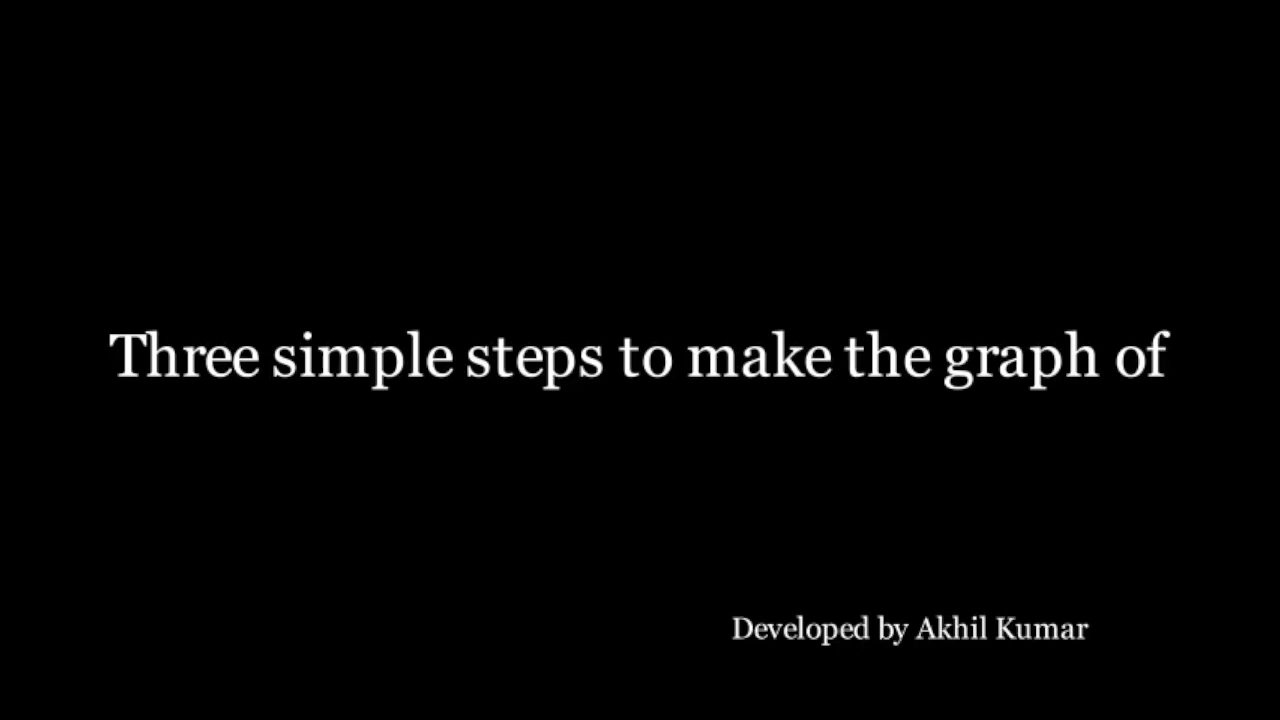 Three simple steps to make the graph of
Developed by Akhil Kumar